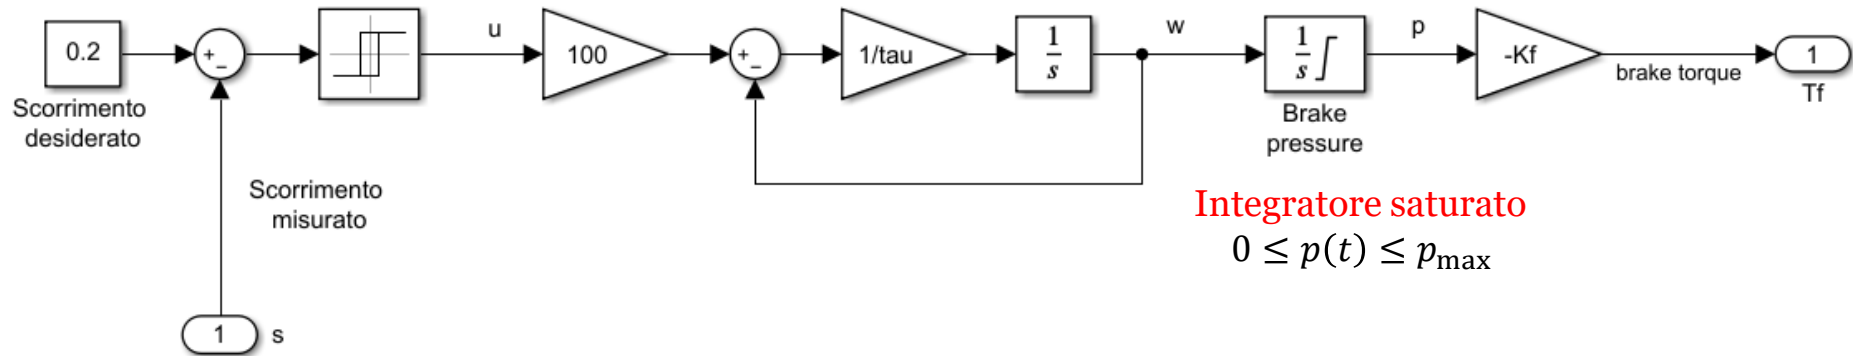 0.2
Scorrimento
desiderato
+
−
u
100
+
−
1/tau
1
s
w
1
s
Brake
pressure
p
-Kf
brake torque
1
Tf
Scorrimento
misurato
Integratore saturato
0 ≤ p(t) ≤ pmax
1
s